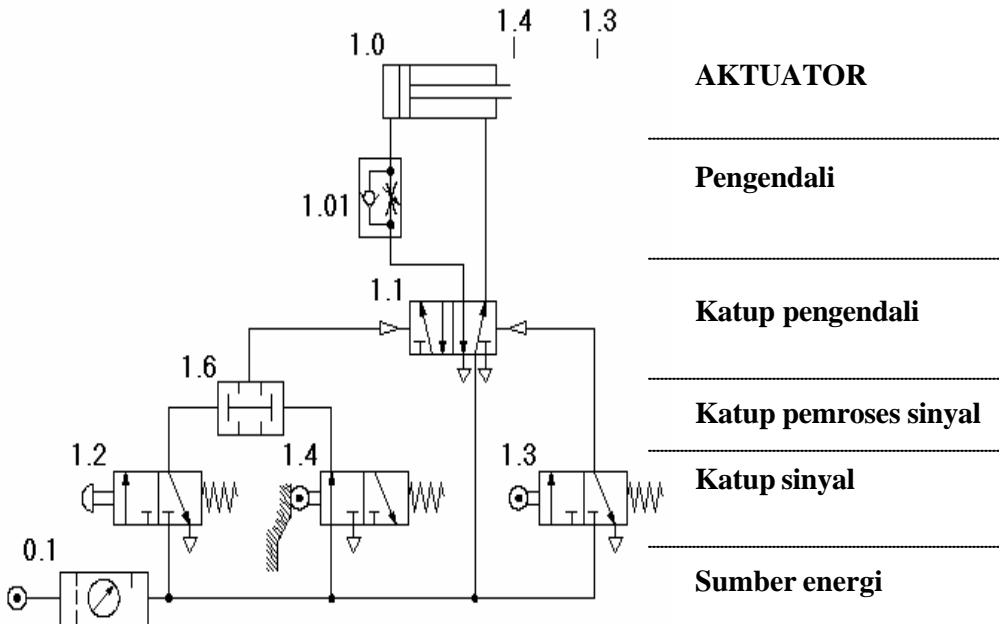 1.4 1.3
1.0
AKTUATOR
Pengendali
1.01
1.1
Katup pengendali
1.6
Katup pemroses sinyal
1.2 1.4 1.3
Katup sinyal
0.1
Sumber energi